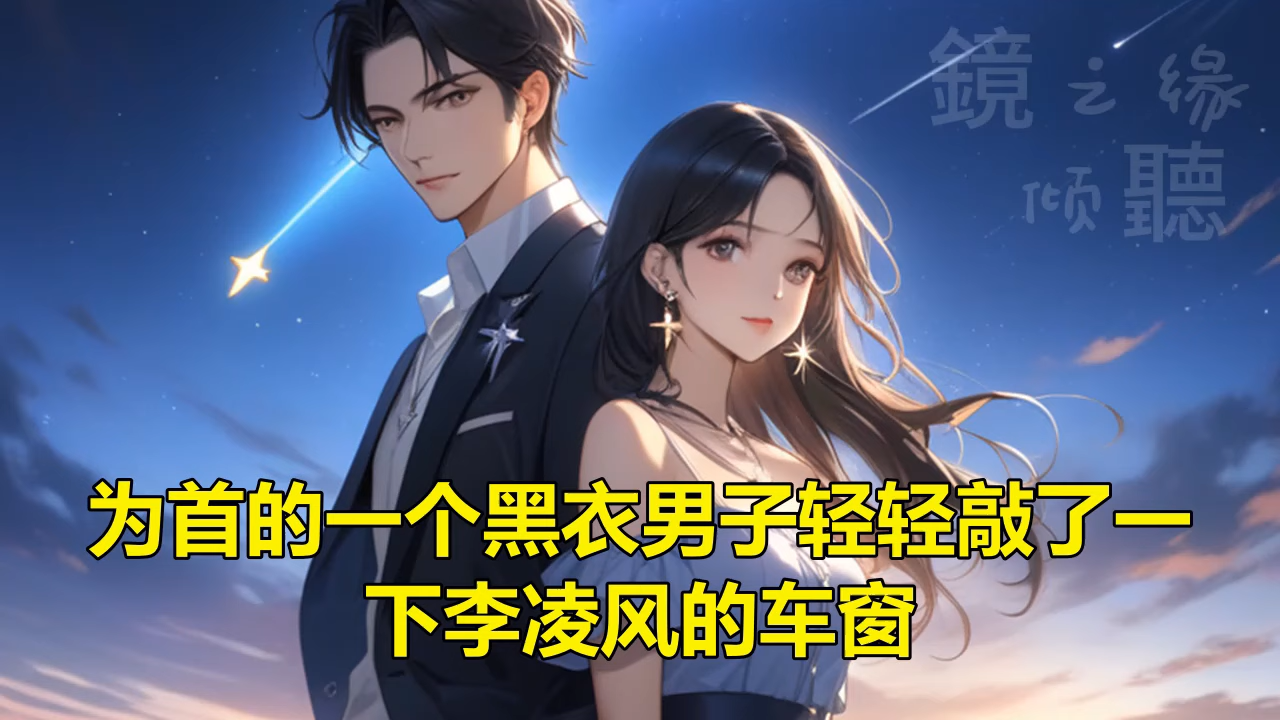 鏡之缘
倾聽
为首的一个黑衣男子轻轻敲了一
下李凌风的车窗